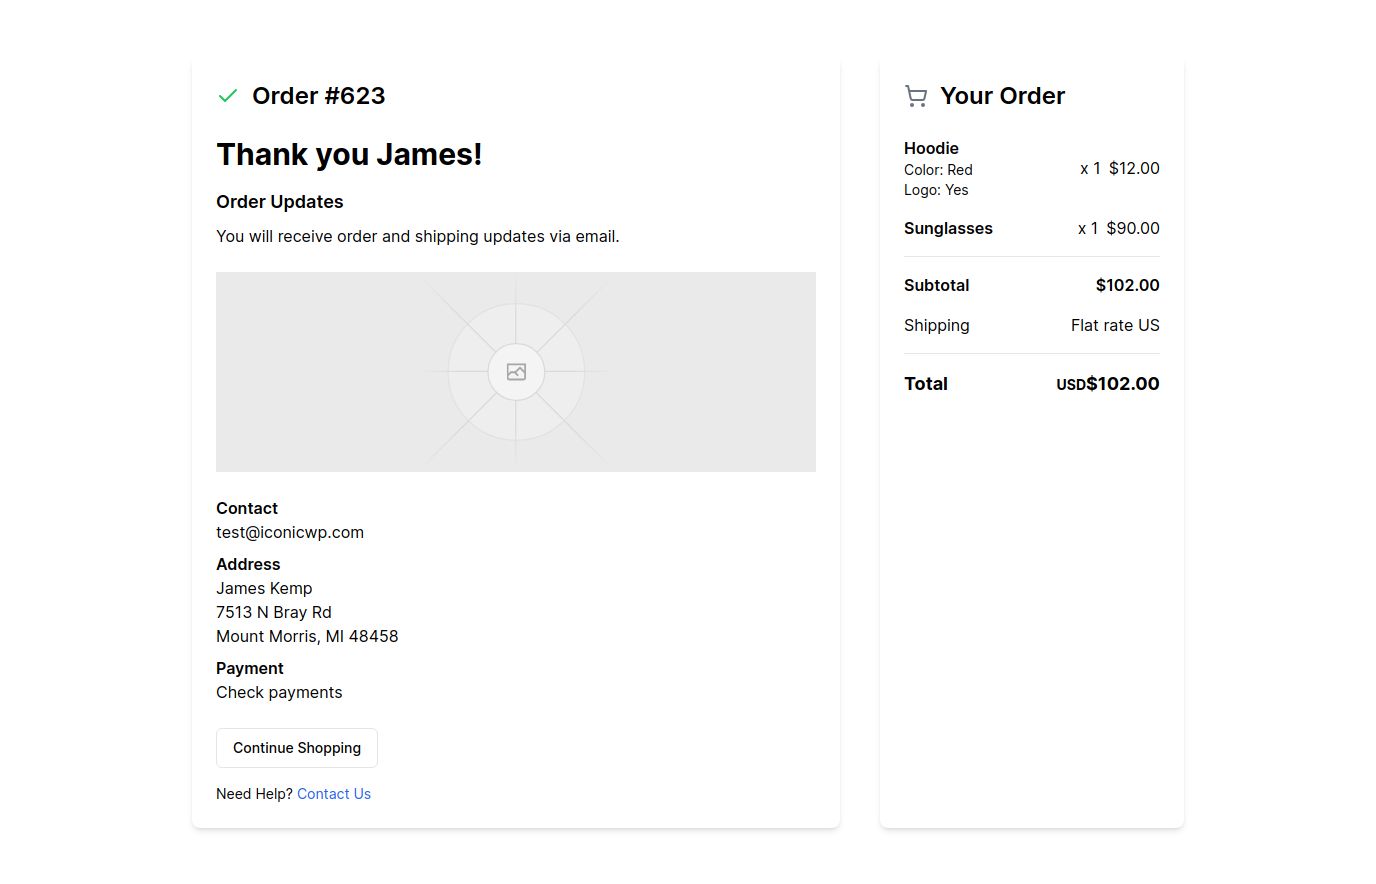 Order #623
Thank you James!
Order Updates
You will receive order and shipping updates via email.
Contact
test@iconicwp.com
Address
James Kemp
7513 N Bray Rd
Mount Morris, MI 48458
Payment
Check payments
Continue Shopping
Need Help? Contact Us
Your Order
Hoodie
Color: Red
Logo: Yes
x 1 $12.00
Sunglasses x 1 $90.00
Subtotal $102.00
Shipping Flat rate US
Total USD$102.00